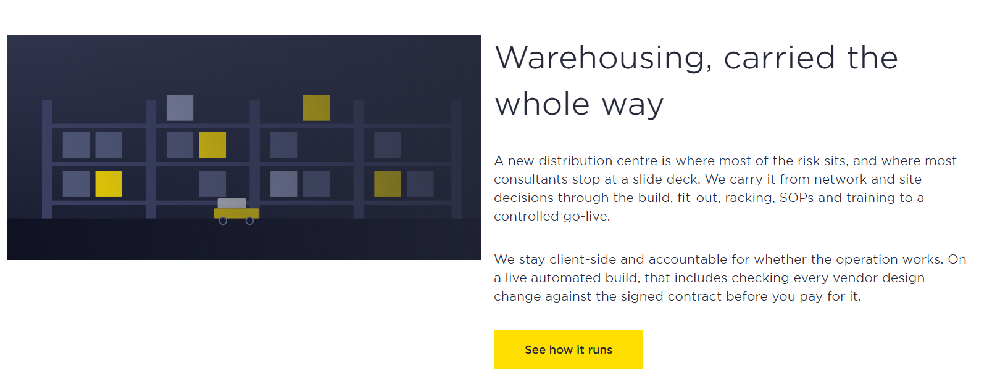 Warehousing, carried the
whole way
A new distribution centre is where most of the risk sits, and where most
consultants stop at a slide deck. We carry it from network and site
decisions through the build, fit-out, racking, SOPs and training to a
controlled go-live.
We stay client-side and accountable for whether the operation works. On
a live automated build, that includes checking every vendor design
change against the signed contract before you pay for it.
See how it runs